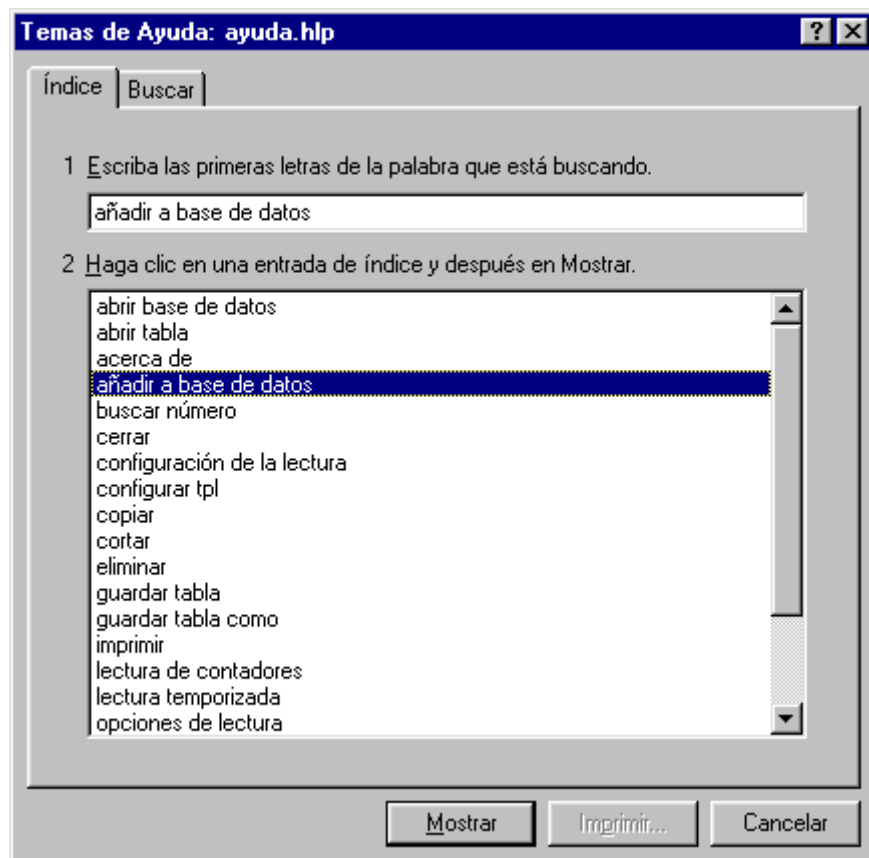 Temas de Ayuda: ayuda.hlp
Índice
Buscar
1 Escriba las primeras letras de la palabra que está buscando.
añadir a base de datos
2 Haga clic en una entrada de índice y después en Mostrar.
abrir base de datos
abrir tabla
acerca de
añadir a base de datos
buscar número
cerrar
configuración de la lectura
configurar tpl
copiar
cortar
eliminar
guardar tabla
guardar tabla como
imprimir
lectura de contadores
lectura temporizada
opciones de lectura
Mostrar
Imprimir...
Cancelar